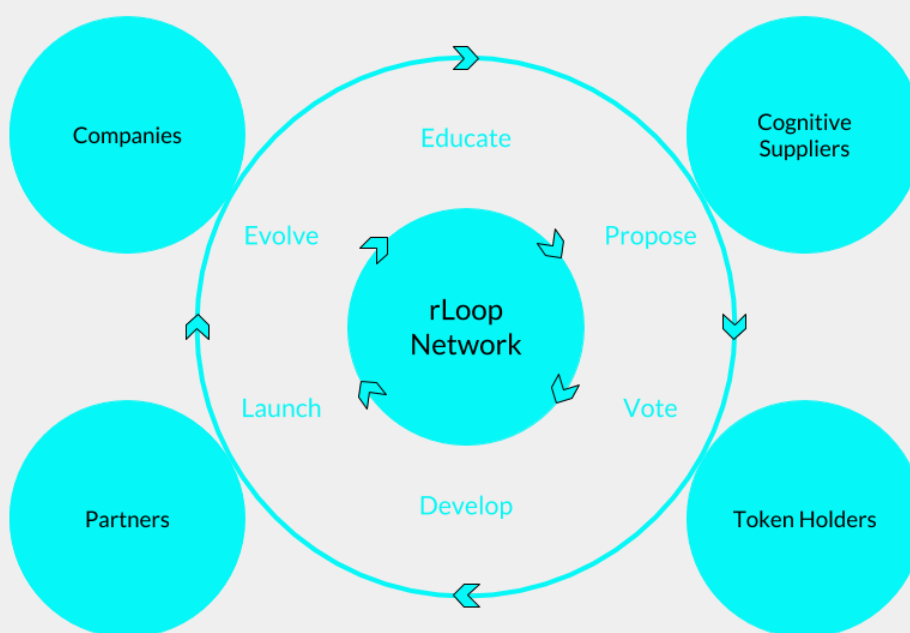 Companies
Cognitive
Suppliers
Educate
Evolve
Propose
rLoop
Network
Launch
Vote
Develop
Partners
Token Holders